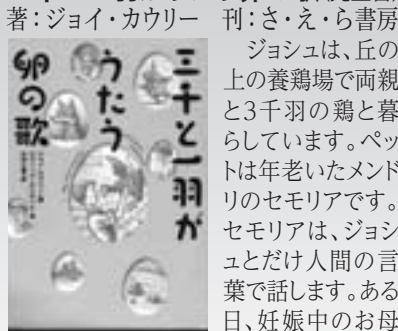 著：ジョイ・カウリー　刊：さ・え・ら書房
三千と一羽が
うたう
卵の歌
ジョシュは、丘の
上の養鶏場で両親
と3千羽の鶏と暮
らしています。ペッ
トは年老いたメンド
リのセモリアです。
セモリアは、ジョシ
ュとだけ人間の言
葉で話します。ある
日、妊娠中のお母